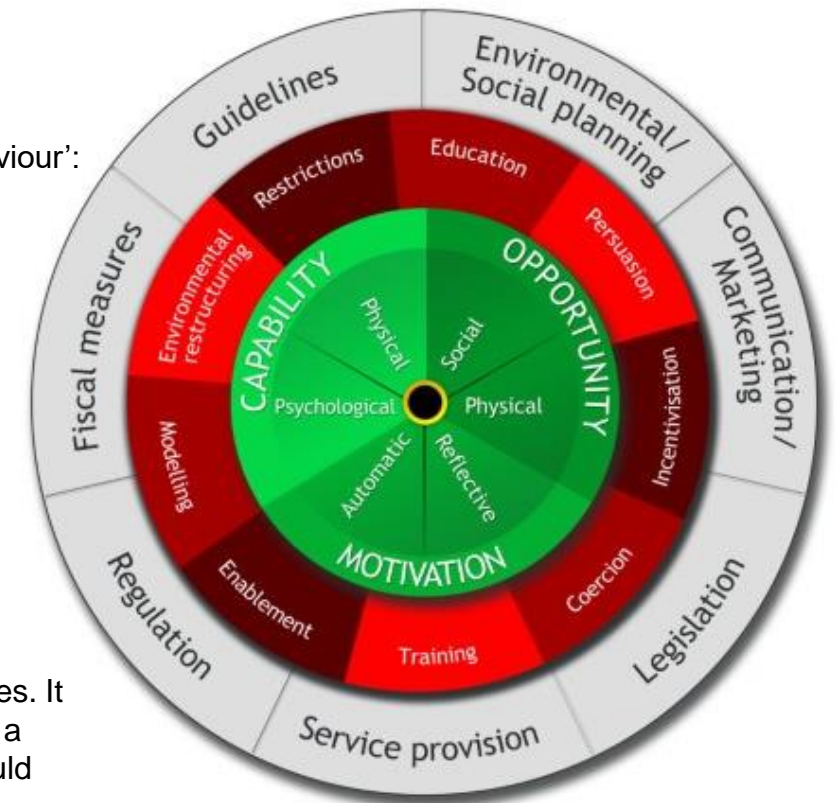 viour’:
es. It
a
uld
Guidelines
Environmental/
Social planning
Communication/
Marketing
Legislation
Service provision
Regulation
Fiscal measures
Restrictions
Education
Persuasion
Incentivisation
Coercion
Training
Enablement
Modelling
Environmental
restructuring
CAPABILITY
OPPORTUNITY
MOTIVATION
Physical
Social
Physical
Reflective
Automatic
Psychological